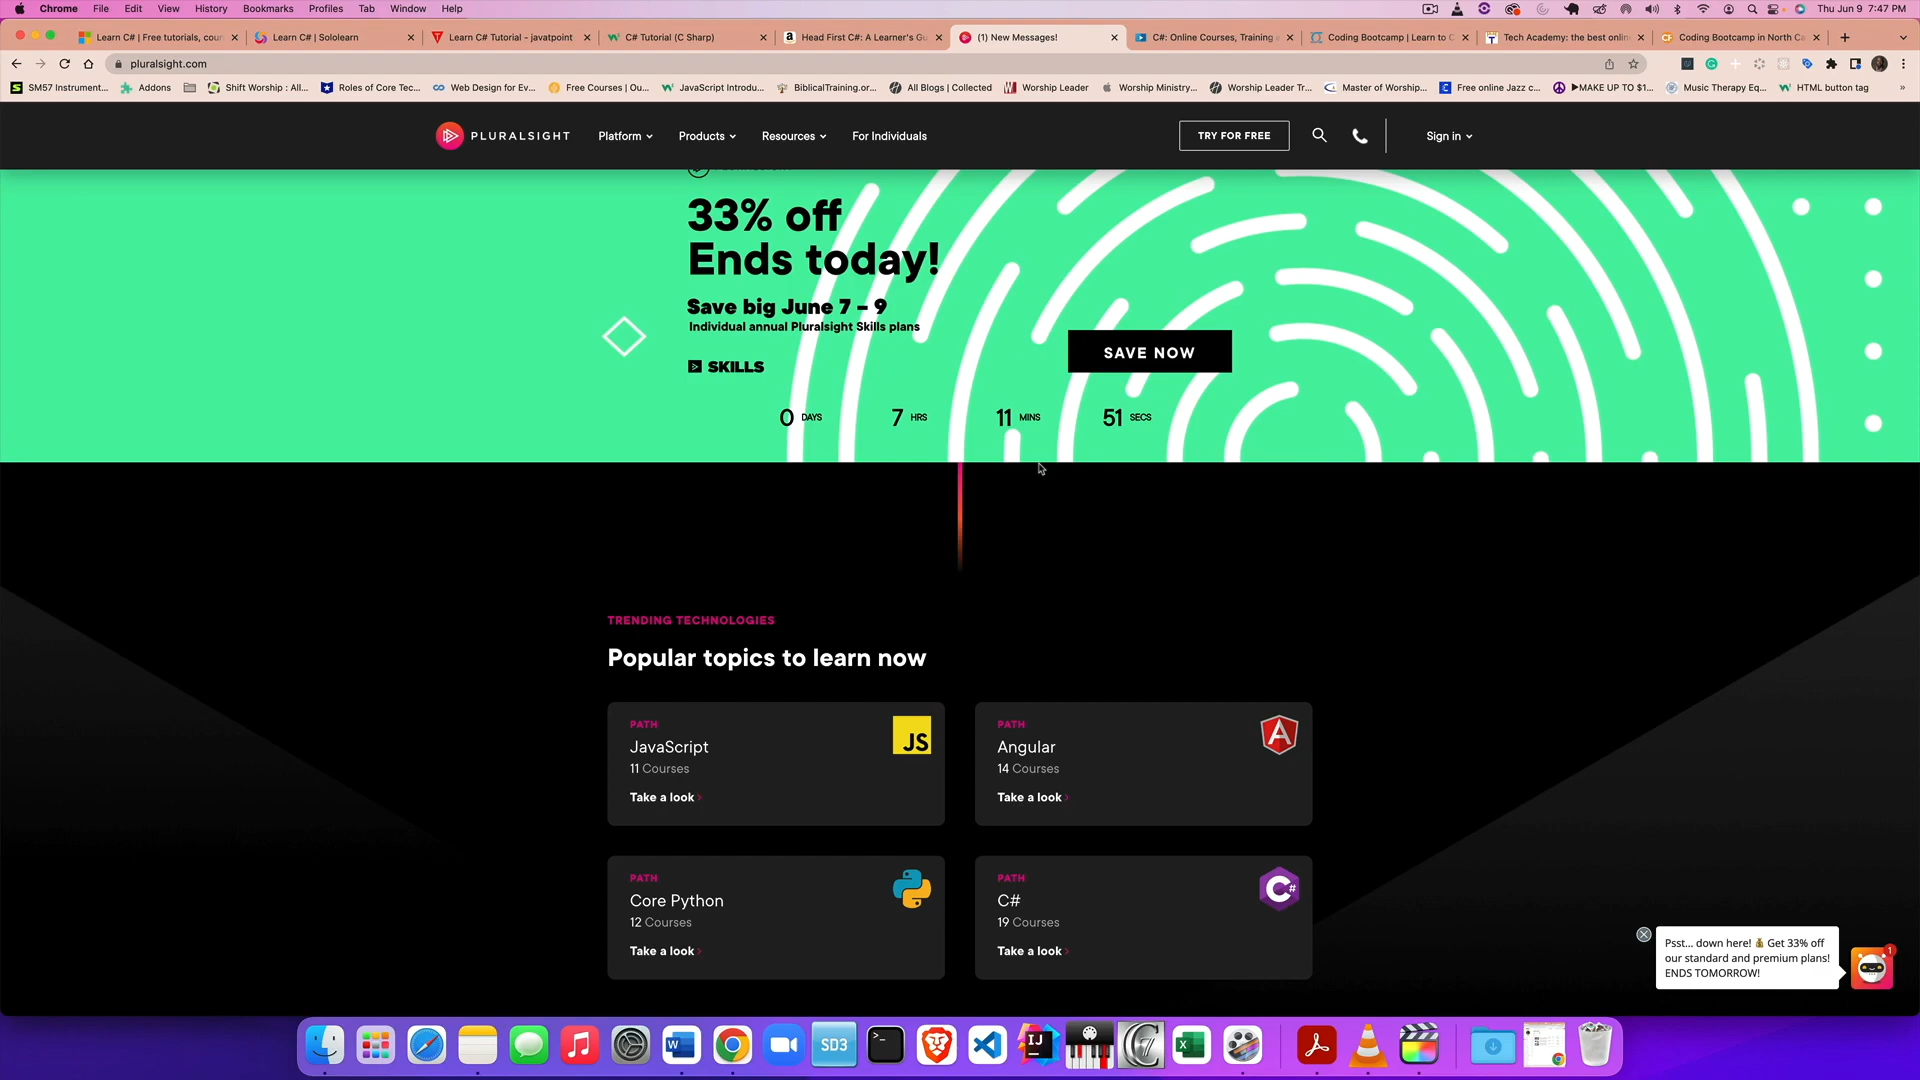 Chrome File Edit View History Bookmarks Profiles Tab Window Help Thu Jun 9 7:47 PM
Learn C# | Free tutorials, cour Learn C# | Sololearn Learn C# Tutorial - javatpoint C# Tutorial (C Sharp) Head First C#: A Learner's Gu (1) New Messages! C#: Online Courses, Training a Coding Bootcamp | Learn to C Tech Academy: the best onlin Coding Bootcamp in North Ca
pluralsight.com
SM57 Instrument... Addons Shift Worship : All... Roles of Core Tec... Web Design for Ev... Free Courses | Ou... JavaScript Introdu... BiblicalTraining.or... All Blogs | Collected Worship Leader Worship Ministry... Worship Leader Tr... Master of Worship... Free online Jazz c... ▶MAKE UP TO $1... Music Therapy Eq... HTML button tag »
PLURALSIGHT Platform Products Resources For Individuals TRY FOR FREE Sign in
33% off
Ends today!
Save big June 7 – 9
Individual annual Pluralsight Skills plans
SAVE NOW
SKILLS
0 DAYS 7 HRS 11 MINS 51 SECS
TRENDING TECHNOLOGIES
Popular topics to learn now
PATH
JavaScript
11 Courses
Take a look ›
JS
PATH
Angular
14 Courses
Take a look ›
A
PATH
Core Python
12 Courses
Take a look ›
PATH
C#
19 Courses
Take a look ›
C#
Psst... down here! 💰 Get 33% off
our standard and premium plans!
ENDS TOMORROW!
1
SD3
IJ